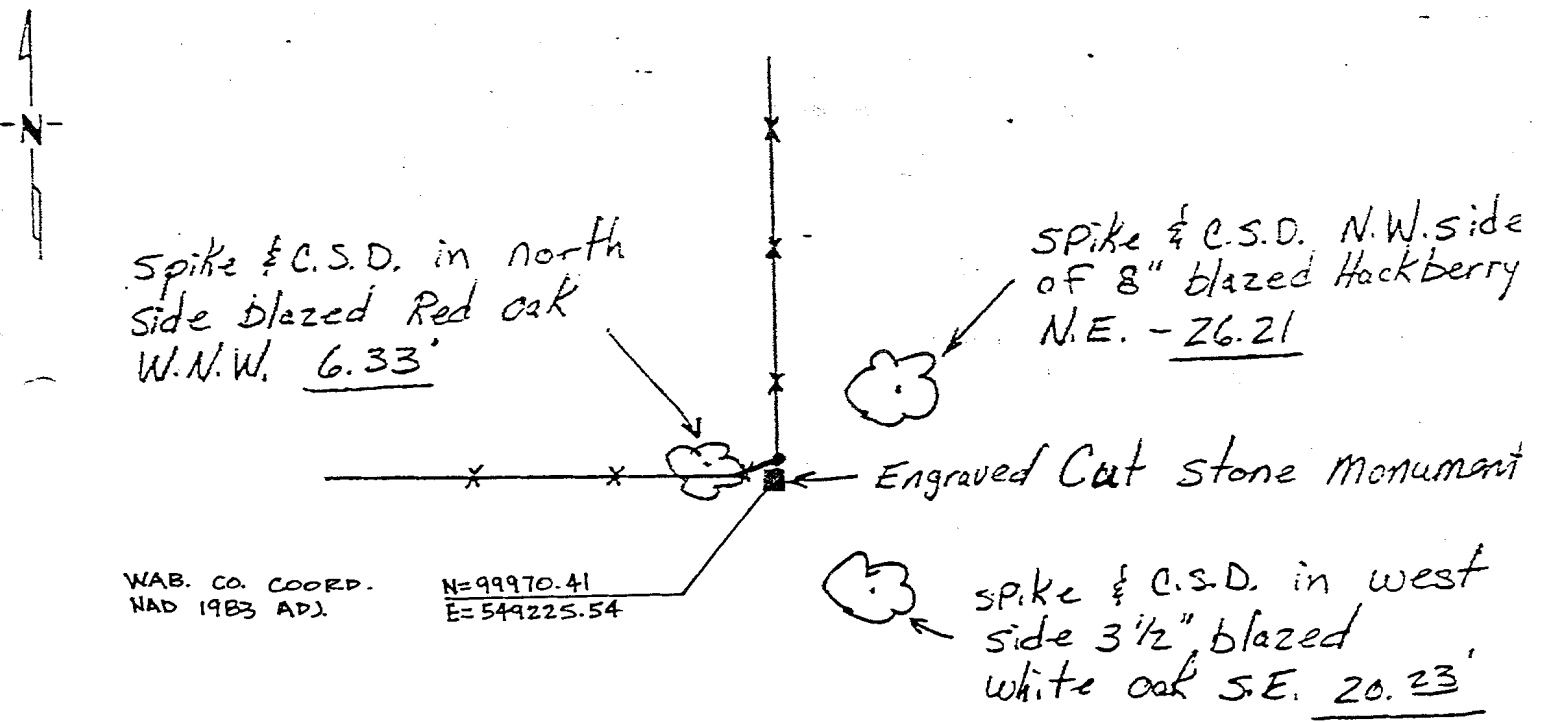 N
spike & C.S.D. in north
side blazed Red oak
W.N.W. 6.33'
spike & C.S.D. N.W. side
of 8" blazed Hackberry
N.E. - 26.21
Engraved Cut Stone Monument
WAB. CO. COORD.
NAD 1983 ADJ.
N=99970.41
E=549225.54
spike & C.S.D. in west
side 3 1/2" blazed
white oak S.E. 20.23'